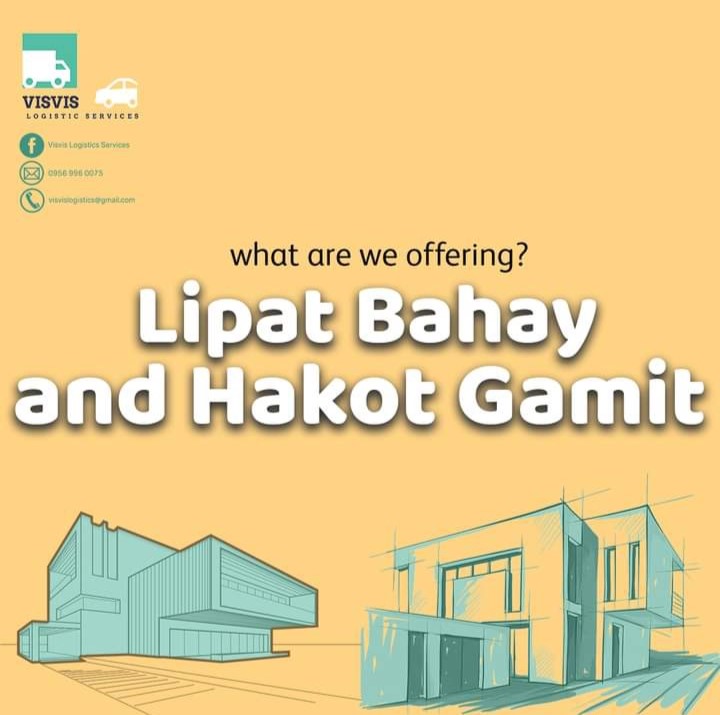 VISVIS
LOGISTIC SERVICES
Visvis Logistics Services
0956 996 0075
visvislogistics@gmail.com
what are we offering?
Lipat Bahay
and Hakot Gamit